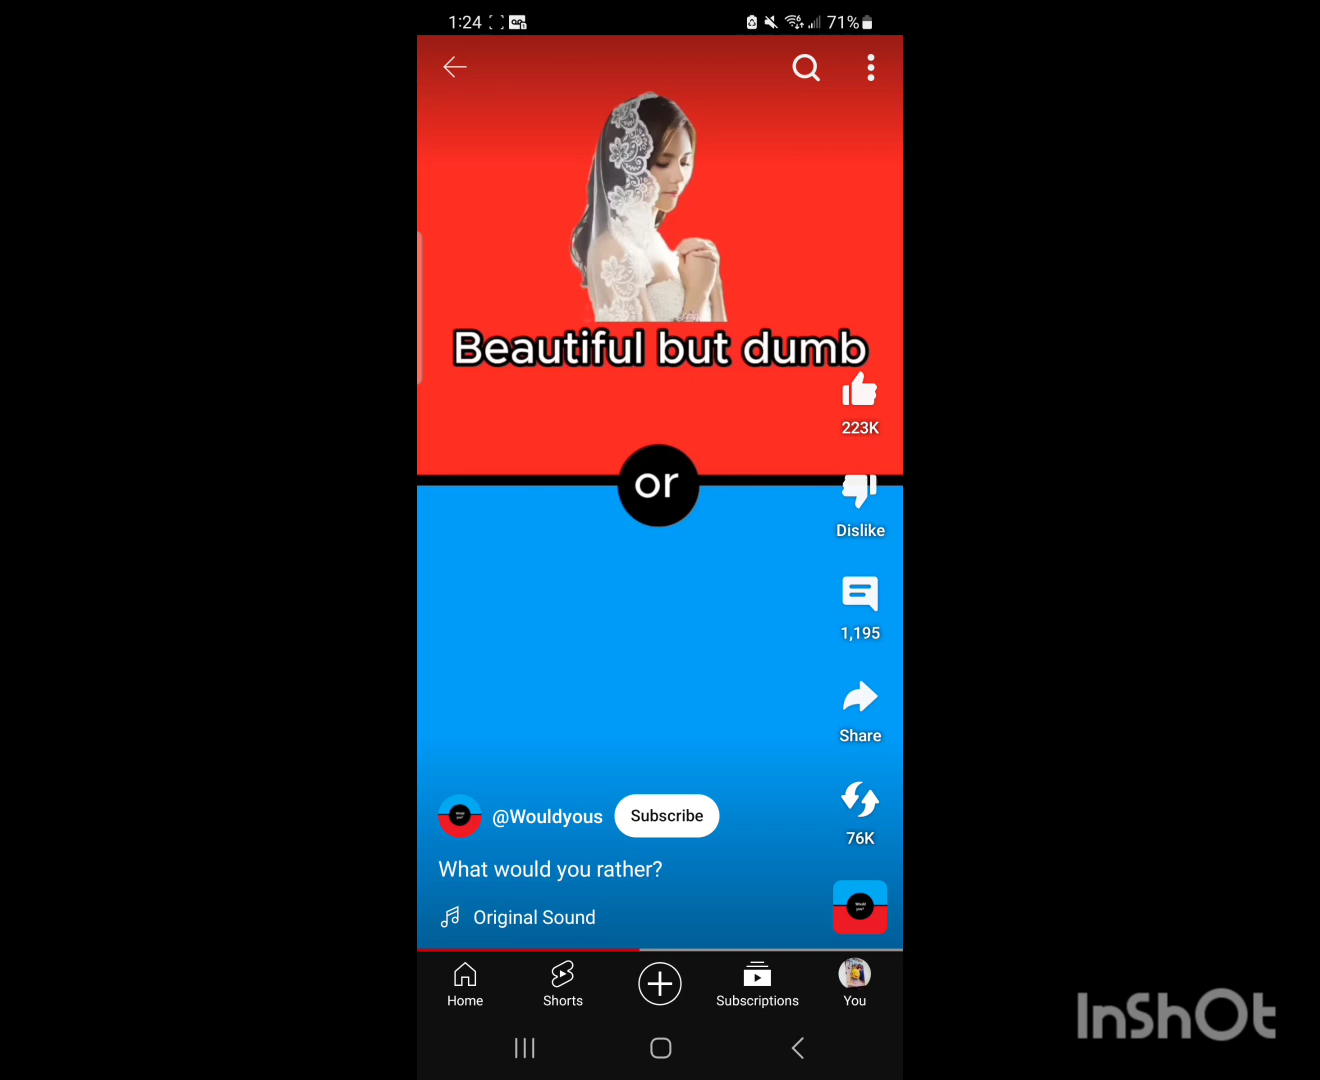 1:24
71%
Beautiful but dumb
223K
or
Dislike
1,195
Share
@Wouldyous
Subscribe
76K
What would you rather?
Original Sound
Home
Shorts
Subscriptions
You
InShOt